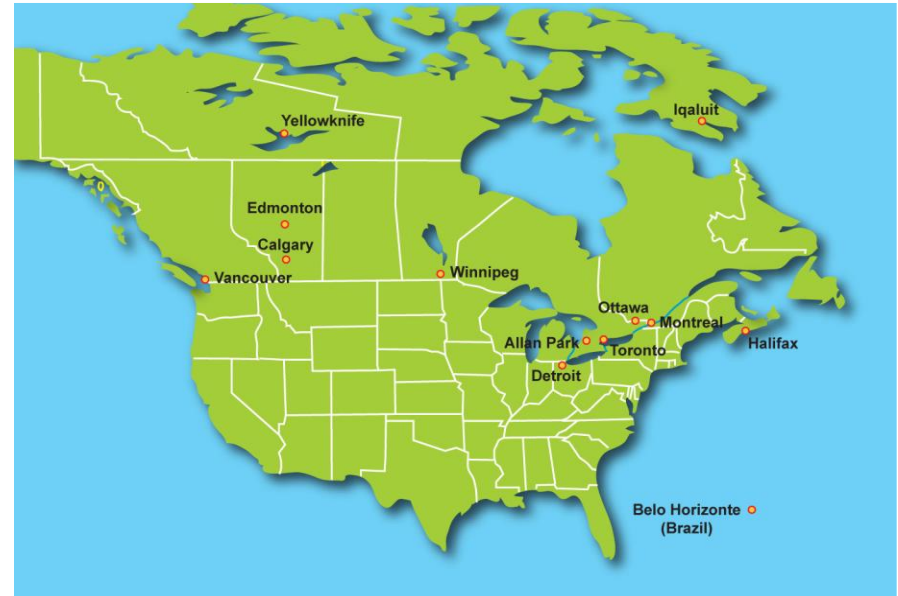 Iqaluit
Yellowknife
Edmonton
Calgary
Vancouver
Winnipeg
Ottawa
Montreal
Allan Park
Toronto
Halifax
Detroit
Belo Horizonte
(Brazil)